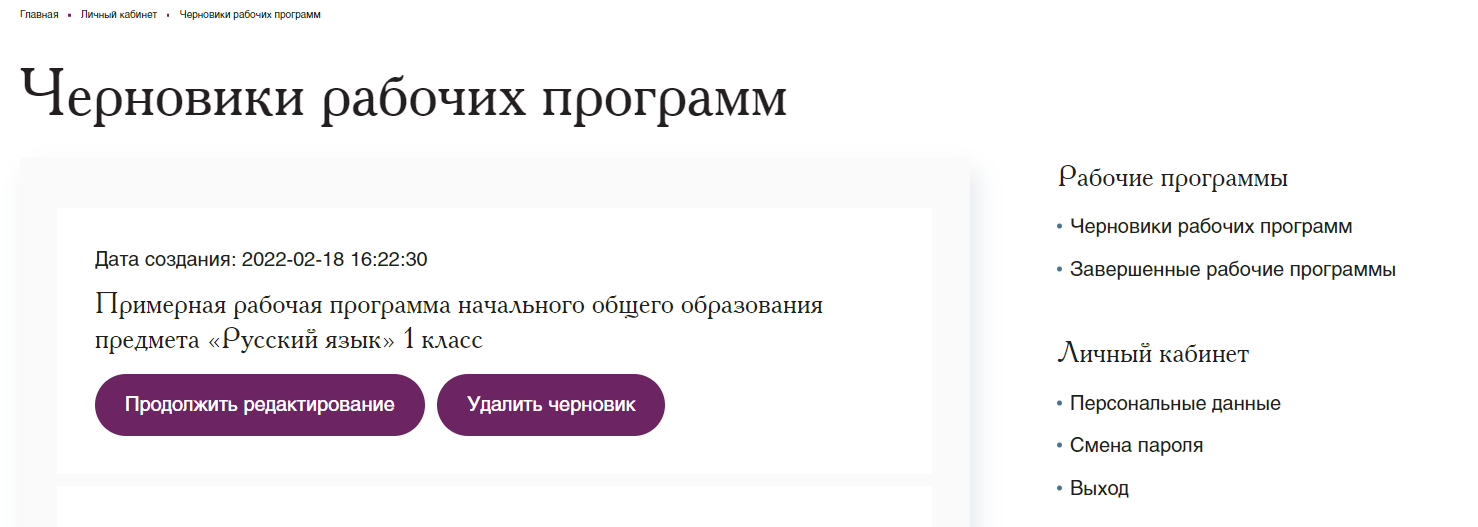 Главная • Личный кабинет • Черновики рабочих программ
Черновики рабочих программ
Дата создания: 2022-02-18 16:22:30
Примерная рабочая программа начального общего образования
предмета «Русский язык» 1 класс
Продолжить редактирование
Удалить черновик
Рабочие программы
• Черновики рабочих программ
• Завершенные рабочие программы
Личный кабинет
• Персональные данные
• Смена пароля
• Выход